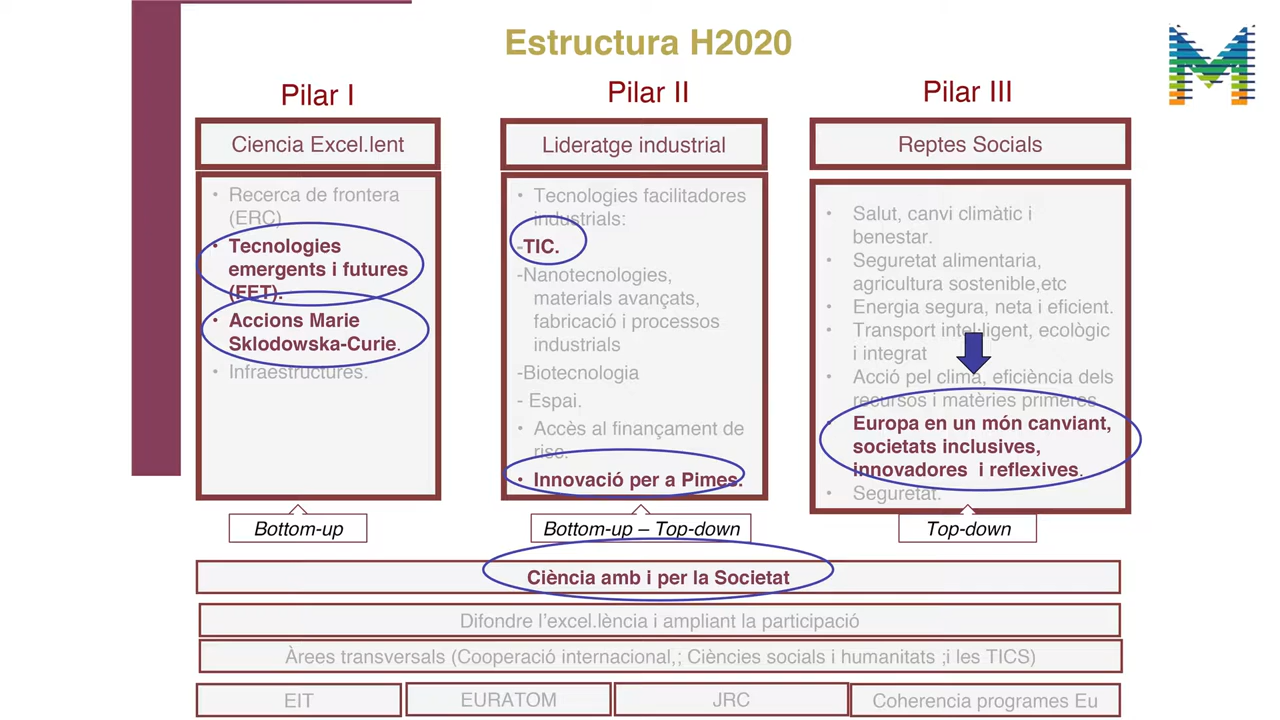 Estructura H2020
Pilar I
Ciencia Excel.lent
• Recerca de frontera
(ERC)
• Tecnologies
emergents i futures
(FET).
• Accions Marie
Sklodowska-Curie.
• Infraestructures.
Bottom-up
Pilar II
Lideratge industrial
• Tecnologies facilitadores
industrials:
-TIC.
-Nanotecnologies,
materials avançats,
fabricació i processos
industrials
-Biotecnologia
- Espai.
• Accès al finançament de
risc.
• Innovació per a Pimes.
Bottom-up – Top-down
Pilar III
Reptes Socials
• Salut, canvi climàtic i
benestar.
• Seguretat alimentaria,
agricultura sostenible,etc
• Energia segura, neta i eficient.
• Transport intel·ligent, ecològic
i integrat
• Acció pel clima, eficiència dels
recursos i matèries primeres
• Europa en un món canviant,
societats inclusives,
innovadores i reflexives.
• Seguretat.
Top-down
Ciència amb i per la Societat
Difondre l'excel.lència i ampliant la participació
Àrees transversals (Cooperació internacional,; Ciències socials i humanitats ;i les TICS)
EIT
EURATOM
JRC
Coherencia programes Eu